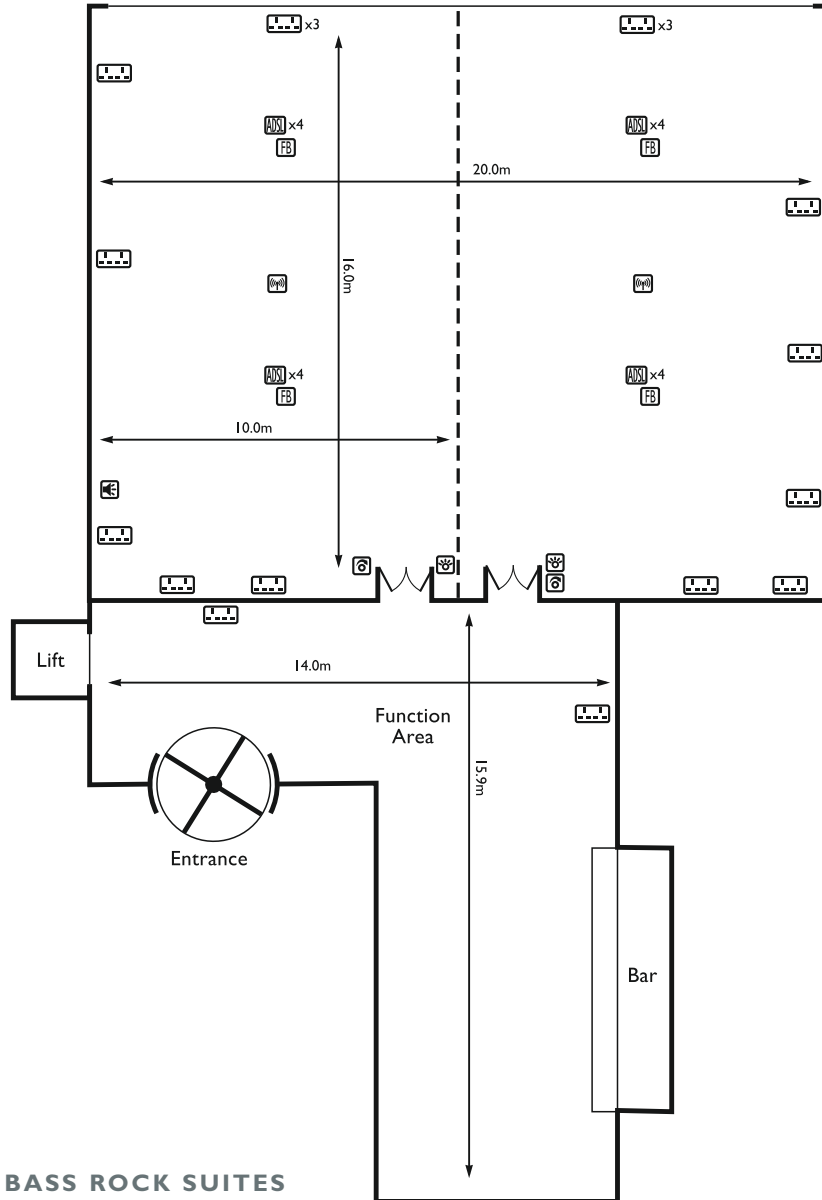 x3 x3
ADSL x4 ADSL x4
FB FB
20.0m
16.0m
ADSL x4 ADSL x4
FB FB
10.0m
Lift
14.0m
Function
Area
15.9m
Entrance
Bar
BASS ROCK SUITES